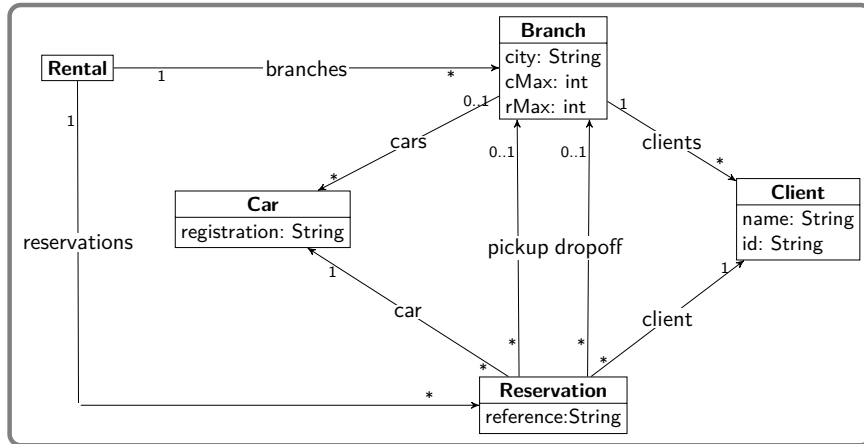 Branch
city: String
cMax: int
rMax: int
Rental
1
branches
*
1
0..1
1
cars
clients
*
*
0..1
0..1
Car
registration: String
Client
name: String
id: String
reservations
pickup dropoff
1
1
car
client
*
*
*
*
*
Reservation
reference:String